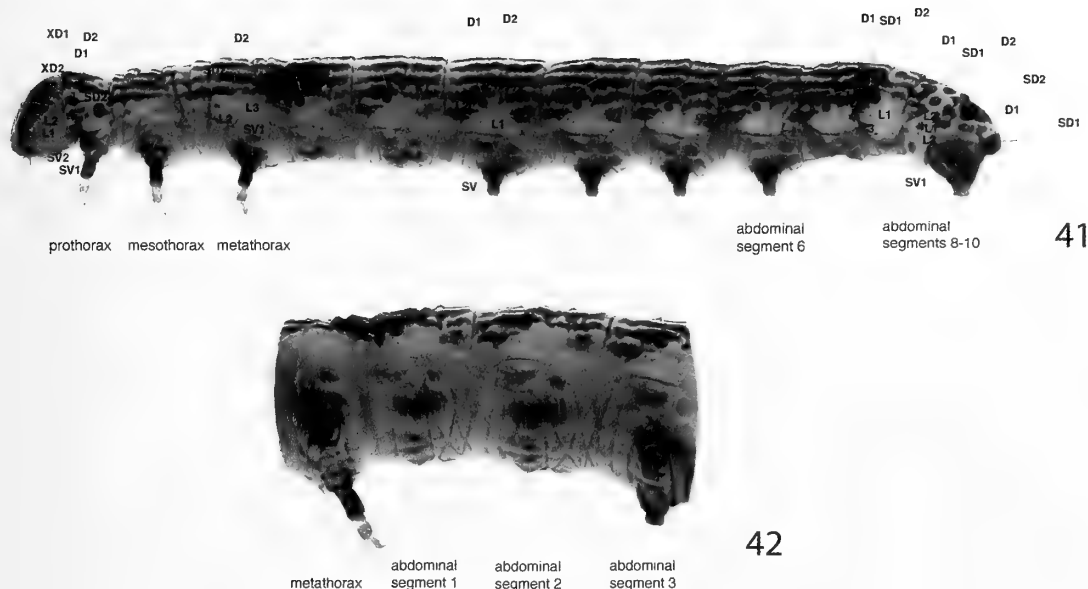 D1 D2
D1 SD1 D2
XD1 D2
D1
D2
D1 SD1 D2
XD2
SD2
SD2
D1
SD1
L2
L1
L3
L2
SV1
L1
L1
L2
L1
L2
SV2
SV1
SV
SV1
prothorax mesothorax metathorax
abdominal
segment 6
abdominal
segments 8-10
41
42
metathorax
abdominal
segment 1
abdominal
segment 2
abdominal
segment 3